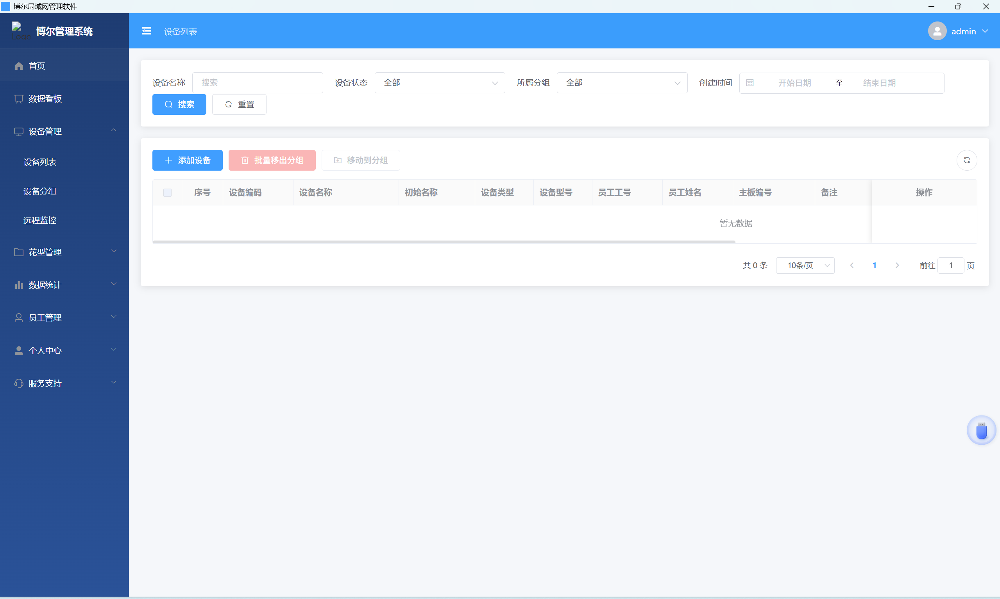 博尔局域网管理软件
Logo
博尔管理系统
设备列表
admin
首页
数据看板
设备管理
设备列表
设备分组
远程监控
花型管理
数据统计
员工管理
个人中心
服务支持
设备名称 搜索 设备状态 全部 所属分组 全部 创建时间 开始日期 至 结束日期
搜索 重置
添加设备 批量移出分组 移动到分组
序号 设备编码 设备名称 初始名称 设备类型 设备型号 员工工号 员工姓名 主板编号 备注 操作
暂无数据
共 0 条 10条/页 1 前往 1 页